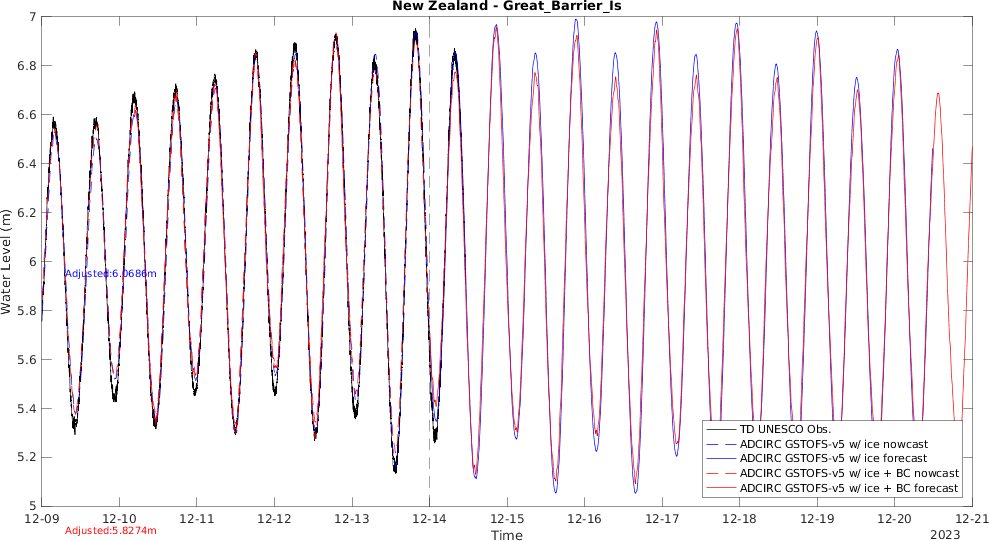 New Zealand - Great_Barrier_Is
7
6.8
6.6
6.4
6.2
6
5.8
5.6
5.4
5.2
5
Water Level (m)
Adjusted:6.0686m
TD UNESCO Obs.
ADCIRC GSTOFS-v5 w/ ice nowcast
ADCIRC GSTOFS-v5 w/ ice forecast
ADCIRC GSTOFS-v5 w/ ice + BC nowcast
ADCIRC GSTOFS-v5 w/ ice + BC forecast
12-09 12-10 12-11 12-12 12-13 12-14 12-15 12-16 12-17 12-18 12-19 12-20 12-21
Adjusted:5.8274m
Time
2023